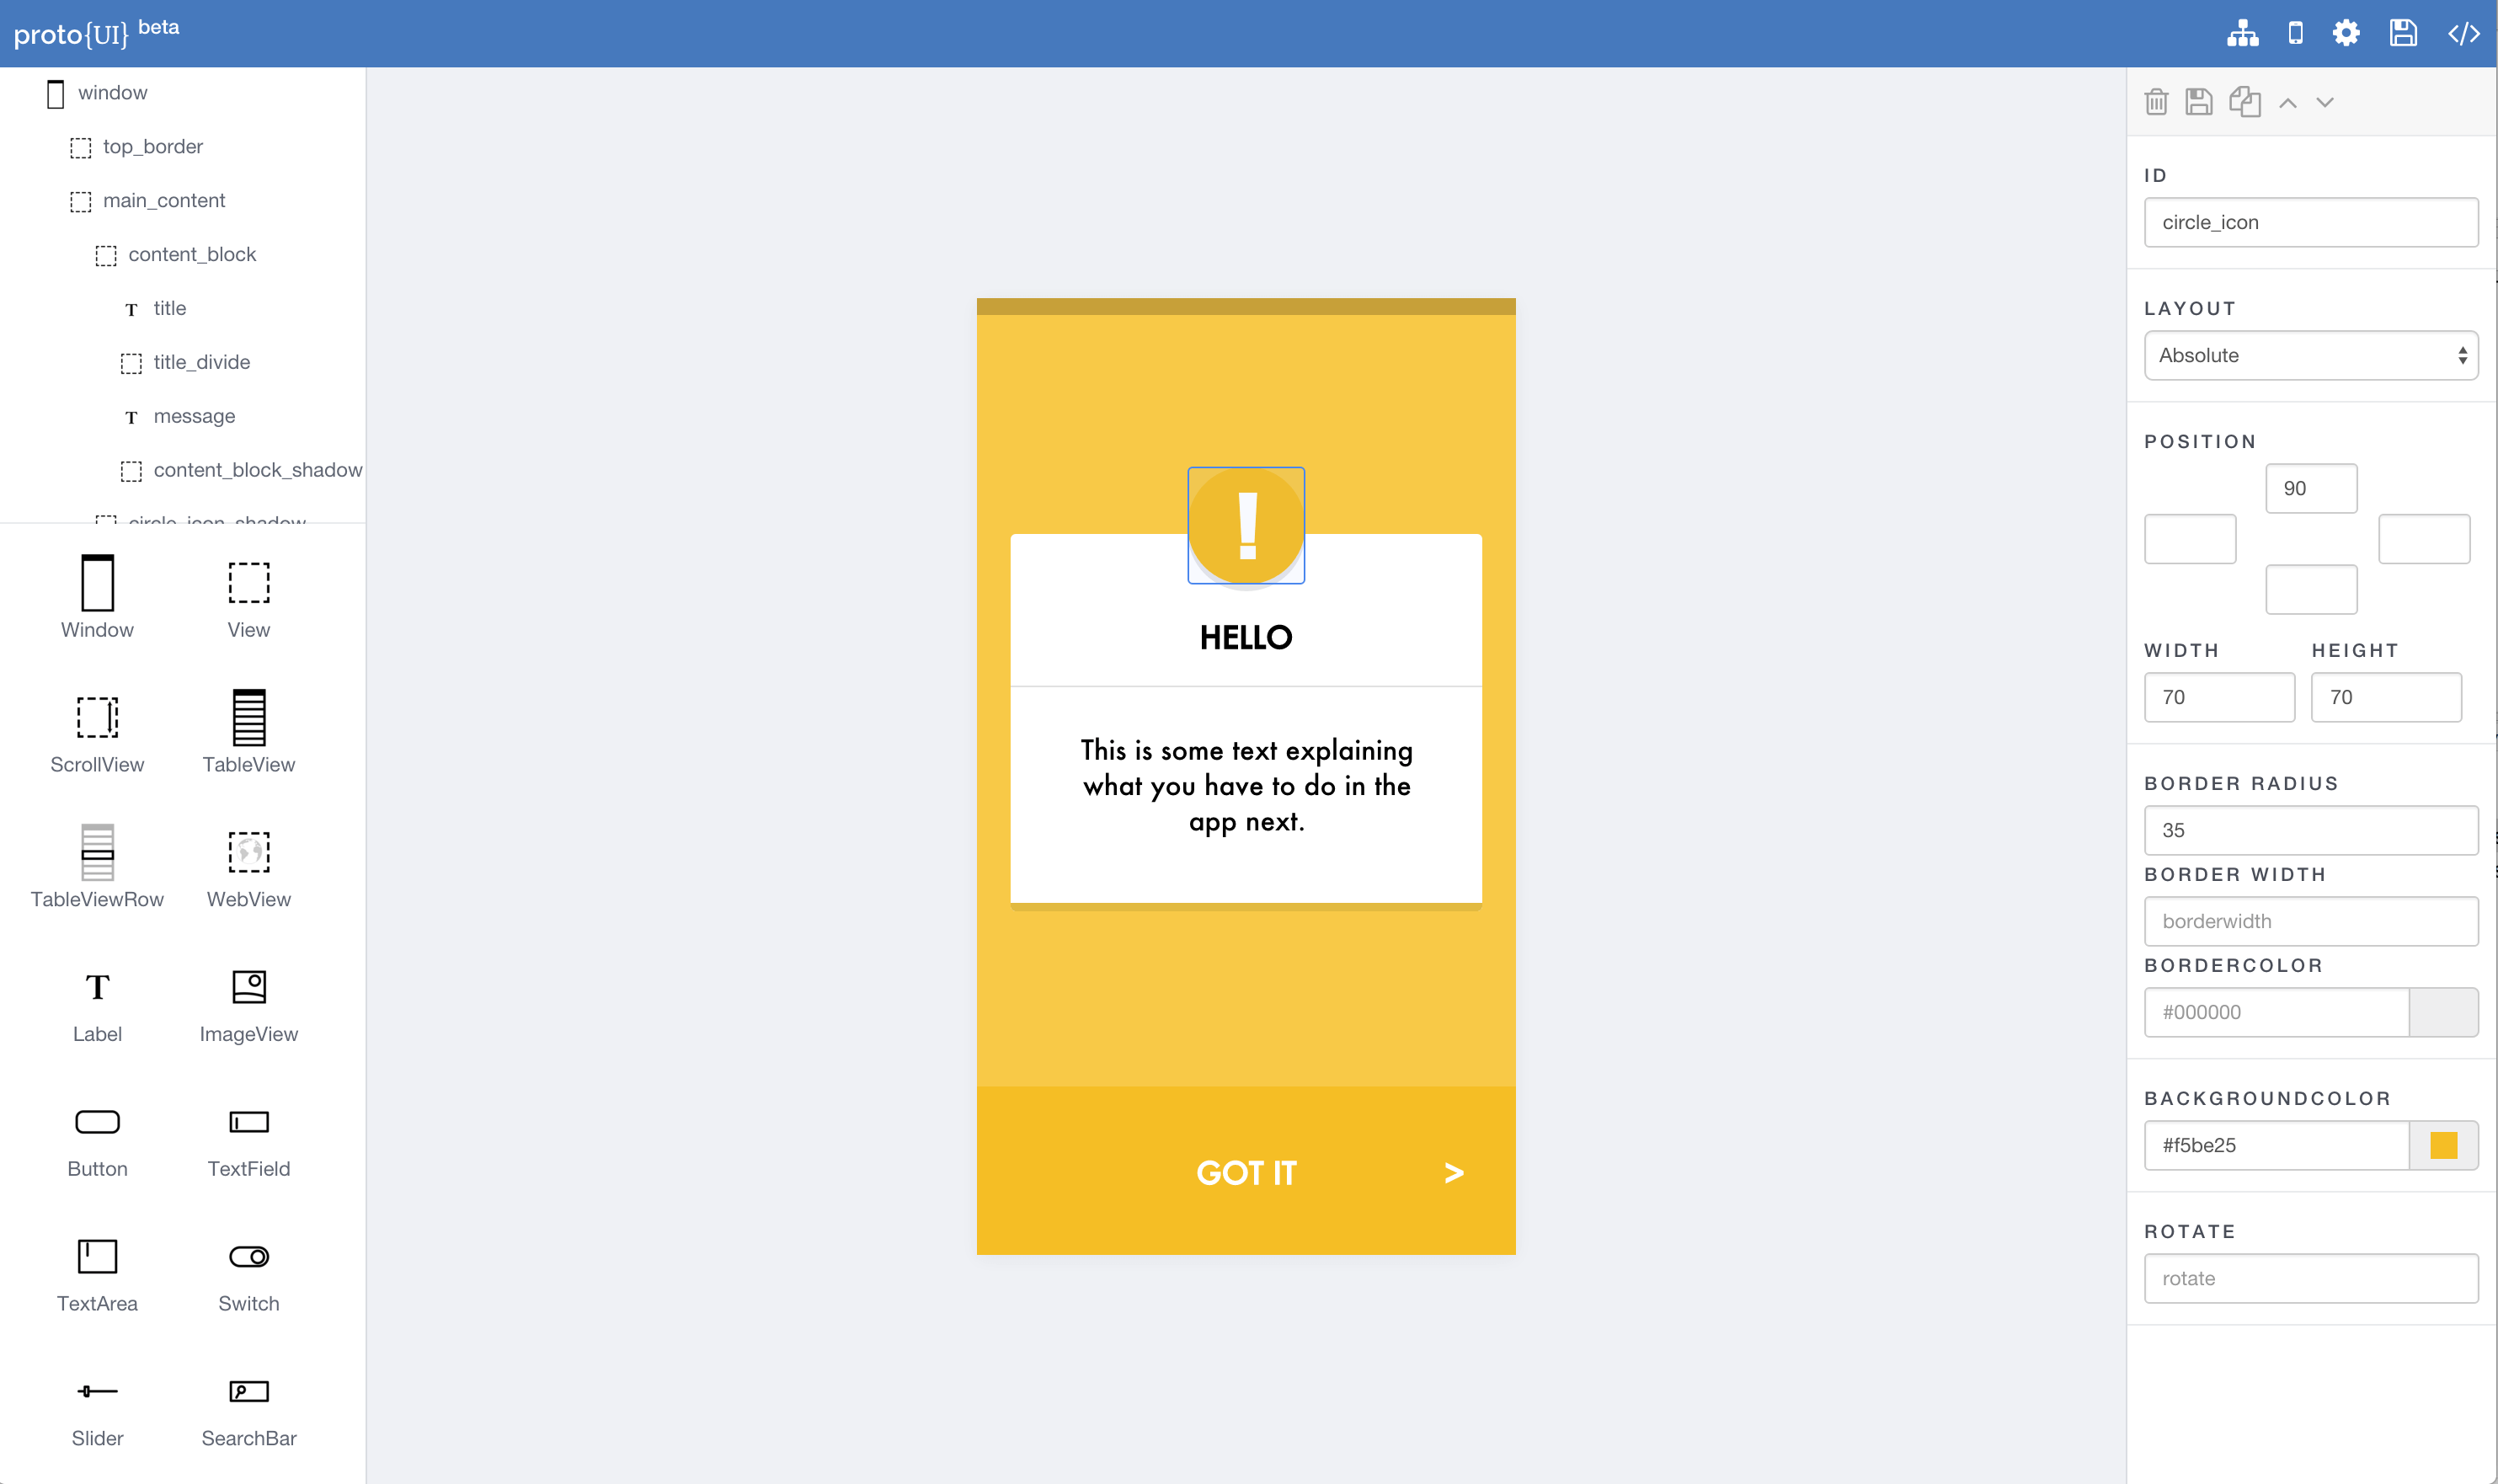 proto{UI} beta
window
top_border
main_content
content_block
title
title_divide
message
content_block_shadow
circle_icon_shadow
Window
View
ScrollView
TableView
TableViewRow
WebView
Label
ImageView
Button
TextField
TextArea
Switch
Slider
SearchBar
!
HELLO
This is some text explaining
what you have to do in the
app next.
GOT IT >
ID
circle_icon
LAYOUT
Absolute
POSITION
90
WIDTH HEIGHT
70 70
BORDER RADIUS
35
BORDER WIDTH
borderwidth
BORDERCOLOR
#000000
BACKGROUNDCOLOR
#f5be25
ROTATE
rotate